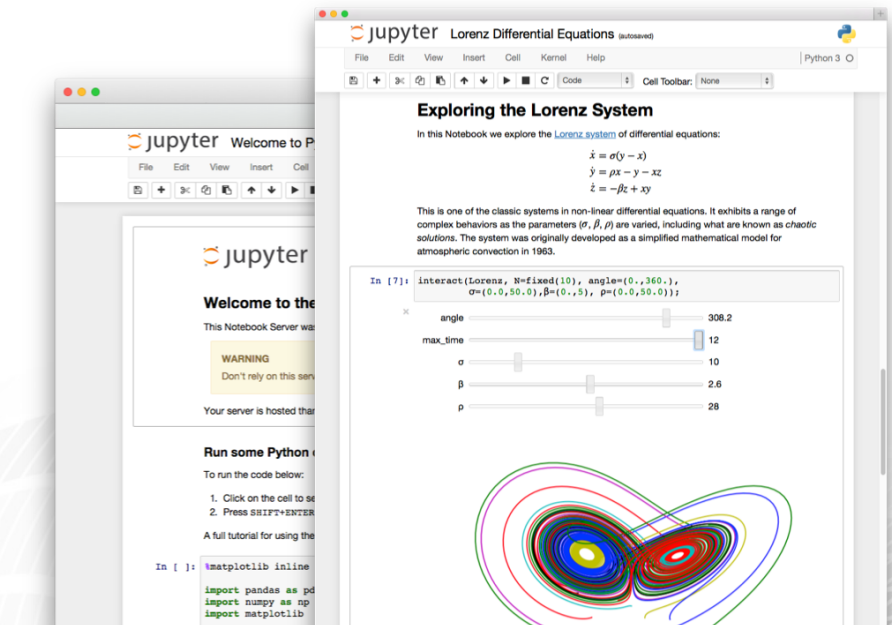 jupyter Lorenz Differential Equations (autosaved)
File Edit View Insert Cell Kernel Help Python 3
Code Cell Toolbar: None
Exploring the Lorenz System
In this Notebook we explore the Lorenz system of differential equations:
ẋ = σ(y − x)
ẏ = ρx − y − xz
ż = −βz + xy
This is one of the classic systems in non-linear differential equations. It exhibits a range of
complex behaviors as the parameters (σ, β, ρ) are varied, including what are known as chaotic
solutions. The system was originally developed as a simplified mathematical model for
atmospheric convection in 1963.
In [7]: interact(Lorenz, N=fixed(10), angle=(0.,360.),
σ=(0.0,50.0),β=(0.,5), ρ=(0.0,50.0));
angle 308.2
max_time 12
σ 10
β 2.6
ρ 28
jupyter Welcome to P
File Edit View Insert Cell
jupyter
Welcome to the
This Notebook Server was
WARNING
Don't rely on this serv
Your server is hosted than
Run some Python
To run the code below:
1. Click on the cell to se
2. Press SHIFT+ENTER
A full tutorial for using the
In [ ]: %matplotlib inline
import pandas as pd
import numpy as np
import matplotlib